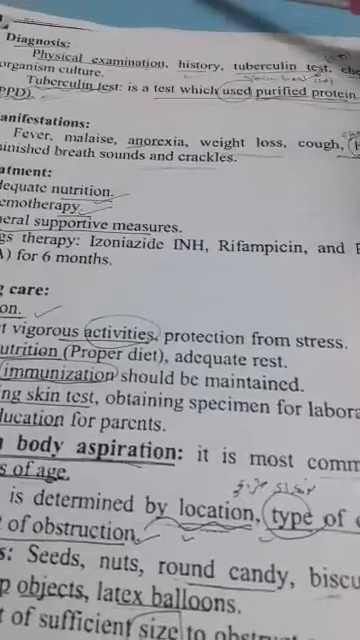 Diagnosis:
Physical examination, history, tuberculin test,
organism culture.
Tuberculin test: is a test which used purified protein
PPD).
anifestations:
Fever, malaise, anorexia, weight loss, cough,
minished breath sounds and crackles.
atment:
dequate nutrition.
emotherapy.
neral supportive measures.
gs therapy: Izoniazide INH, Rifampicin, and
) for 6 months.
g care:
on.
t vigorous activities, protection from stress.
utrition (Proper diet), adequate rest.
immunization should be maintained.
ing skin test, obtaining specimen for labora
ducation for parents.
body aspiration: it is most comm
s of age.
is determined by location, type of
of obstruction.
s: Seeds, nuts, round candy, biscu
p objects, latex balloons.
t of sufficient size to obstruct